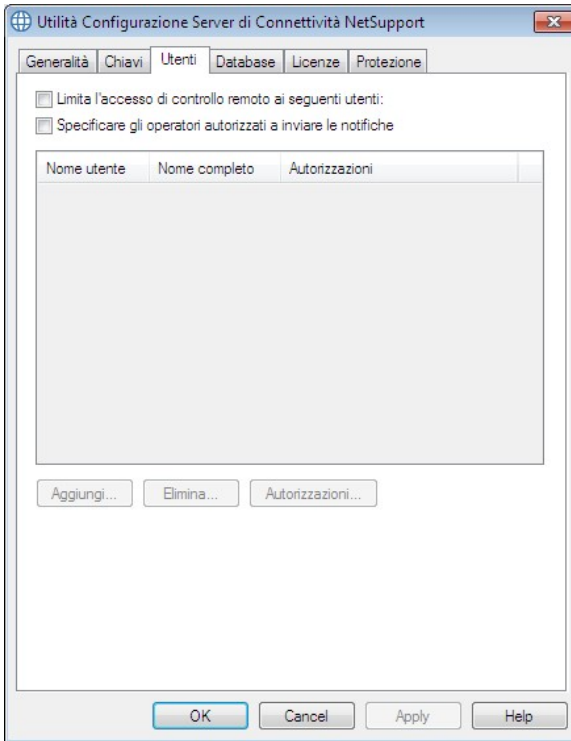 Utilità Configurazione Server di Connettività NetSupport
Generalità Chiavi Utenti Database Licenze Protezione
Limita l'accesso di controllo remoto ai seguenti utenti:
Specificare gli operatori autorizzati a inviare le notifiche
Nome utente Nome completo Autorizzazioni
Aggiungi... Elimina... Autorizzazioni...
OK Cancel Apply Help